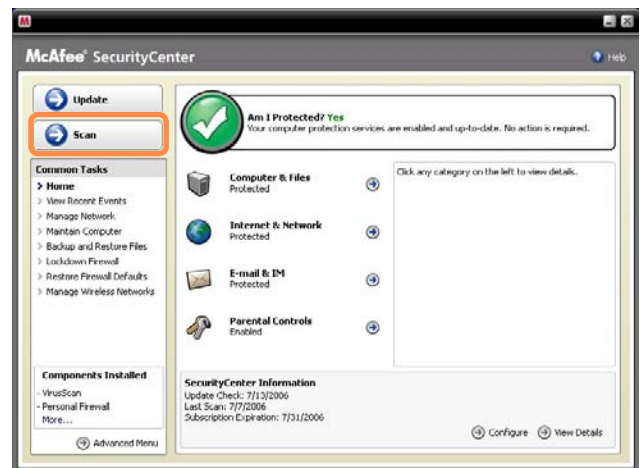 McAfee® SecurityCenter
Help
Update
Scan
Common Tasks
Home
View Recent Events
Manage Network
Maintain Computer
Backup and Restore Files
Lockdown Firewall
Restore Firewall Defaults
Manage Wireless Networks
Components Installed
- VirusScan
- Personal Firewall
More...
Advanced Menu
Am I Protected? Yes
Your computer protection services are enabled and up-to-date. No action is required.
Computer & Files
Protected
Internet & Network
Protected
E-mail & IM
Protected
Parental Controls
Enabled
Click any category on the left to view details.
SecurityCenter Information
Update Check: 7/13/2006
Last Scan: 7/7/2006
Subscription Expiration: 7/31/2006
Configure
View Details